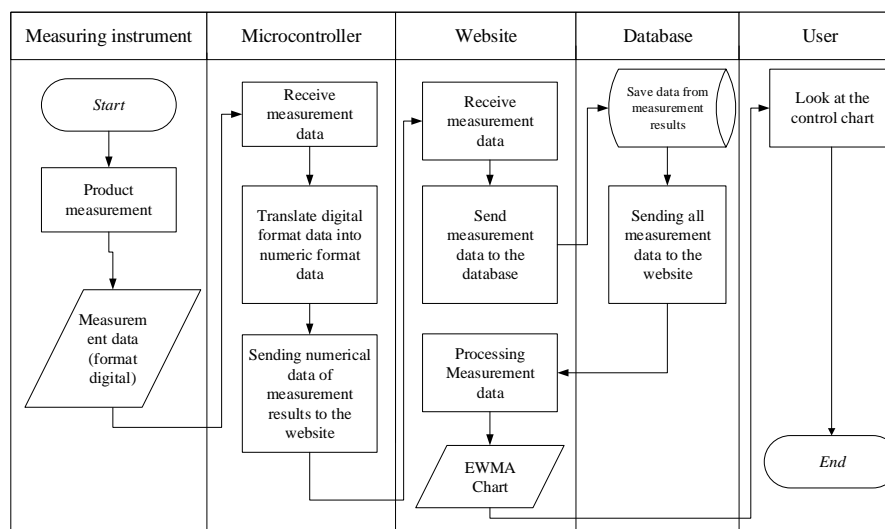 Measuring instrument
Microcontroller
Website
Database
User
Start
Product
measurement
Measurem
ent data
(format
digital)
Receive
measurement
data
Translate digital
format data into
numeric format
data
Sending numerical
data of
measurement
results to the
website
Receive
measurement
data
Send
measurement
data to the
database
Processing
Measurement
data
EWMA
Chart
Save data from
measurement
results
Sending all
measurement
data to the
website
Look at the
control chart
End